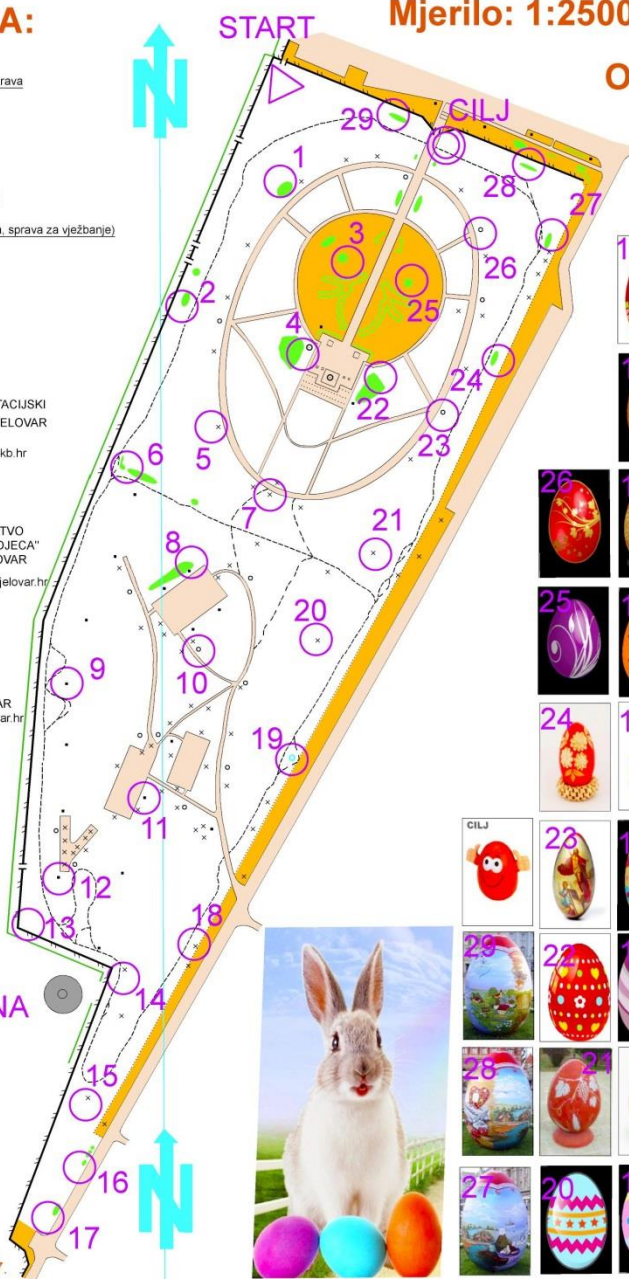 A:
Mjerilo: 1:2500
START
O
rava
N
29
CILJ
1
28
, sprava za vježbanje)
27
3
26
25
2
4
24
22
TACIJSKI
ELOVAR
23
kb.hr
5
6
26
7
TVO
OJECA"
OVAR
21
8
jelovar.hr
25
20
10
9
AR
ar.hr
24
19
11
CILJ
23
12
13
18
29
22
14
NA
28
21
15
16
N
27
20
17